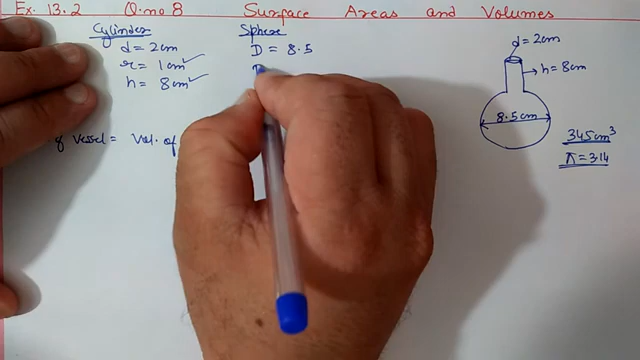 Ex. 13.2 Q.no 8 Surface Areas and Volumes
Cylinder
d = 2cm
r = 1cm
h = 8cm
Sphere
D = 8.5
d = 2cm
h = 8cm
8.5cm
345cm³
π = 3.14
of vessel = Vol. of